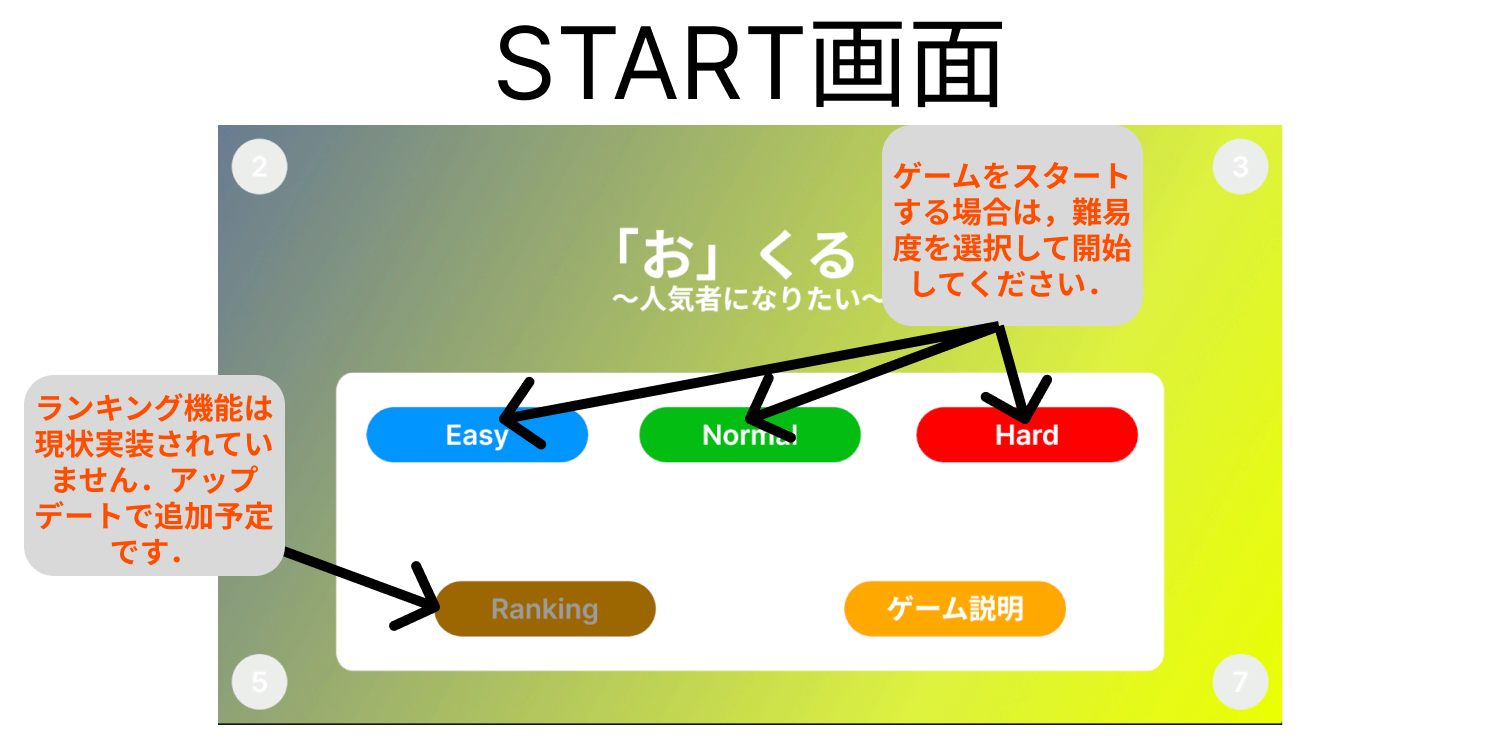 START画面
2
3
ゲームをスタート
する場合は，難易
度を選択して開始
してください．
「お」くる
〜人気者になりたい〜
ランキング機能は
現状実装されてい
ません．アップ
デートで追加予定
です．
Easy
Normal
Hard
Ranking
ゲーム説明
5
7